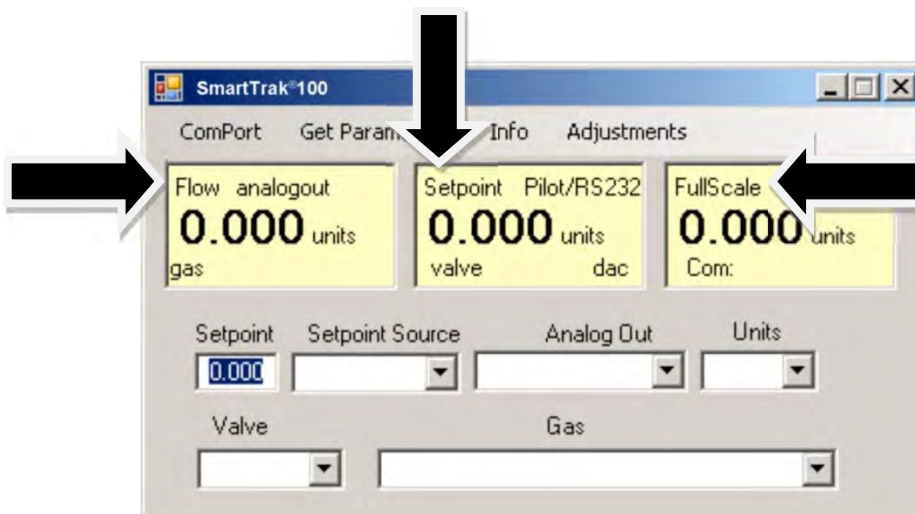 SmartTrak®100
ComPort Get Param Info Adjustments
Flow analogout
0.000 units
gas
Setpoint Pilot/RS232
0.000 units
valve dac
FullScale
0.000 units
Com:
Setpoint Setpoint Source Analog Out Units
0.000
Valve Gas